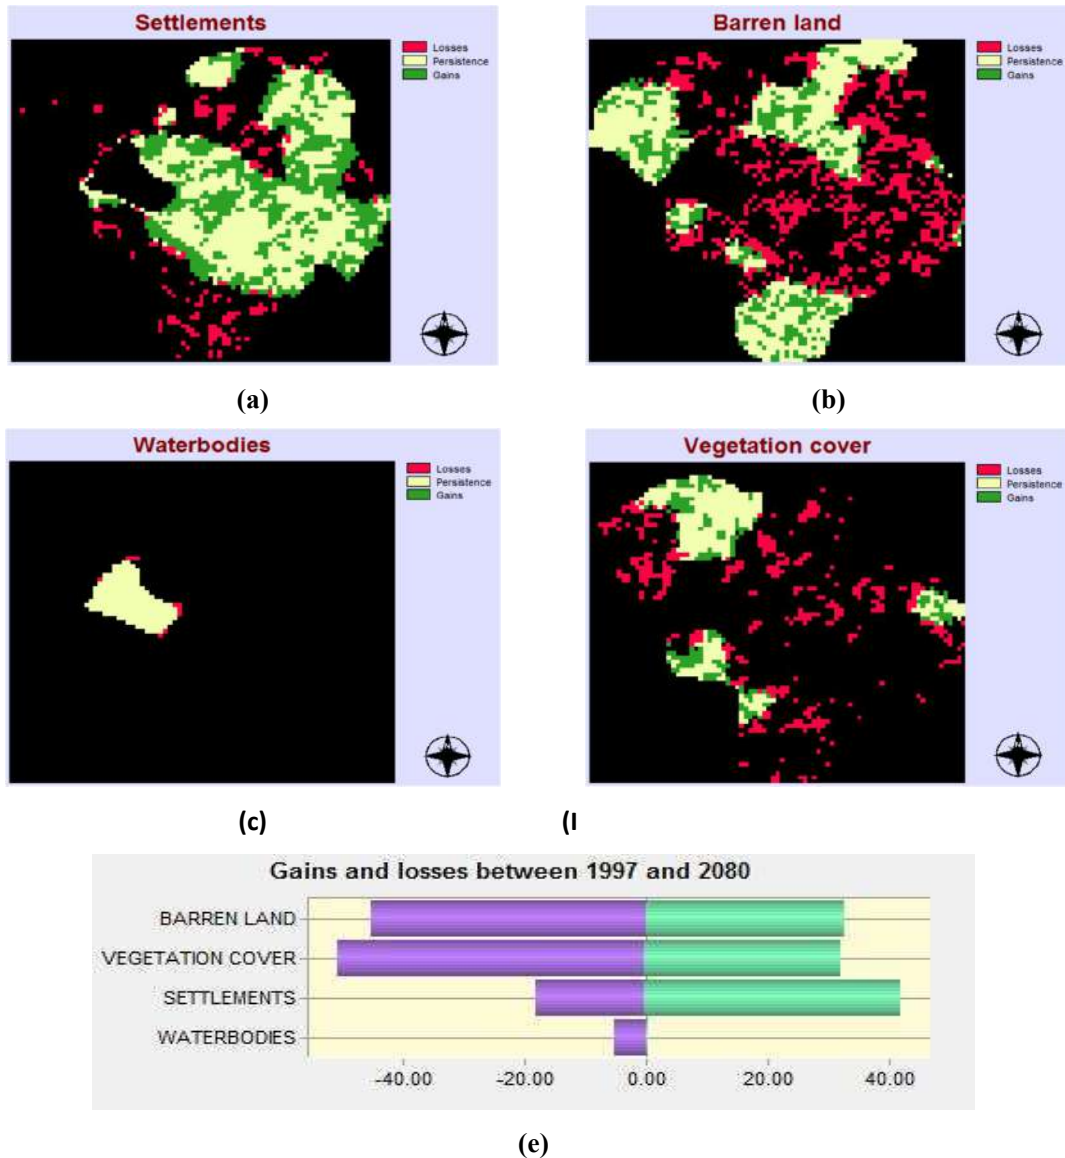 Settlements
Losses
Persistence
Gains
(a)
Barren land
Losses
Persistence
Gains
(b)
Waterbodies
Losses
Persistence
Gains
(c)
Vegetation cover
Losses
Persistence
Gains
(I
Gains and losses between 1997 and 2080
BARREN LAND
VEGETATION COVER
SETTLEMENTS
WATERBODIES
-40.00 -20.00 0.00 20.00 40.00
(e)